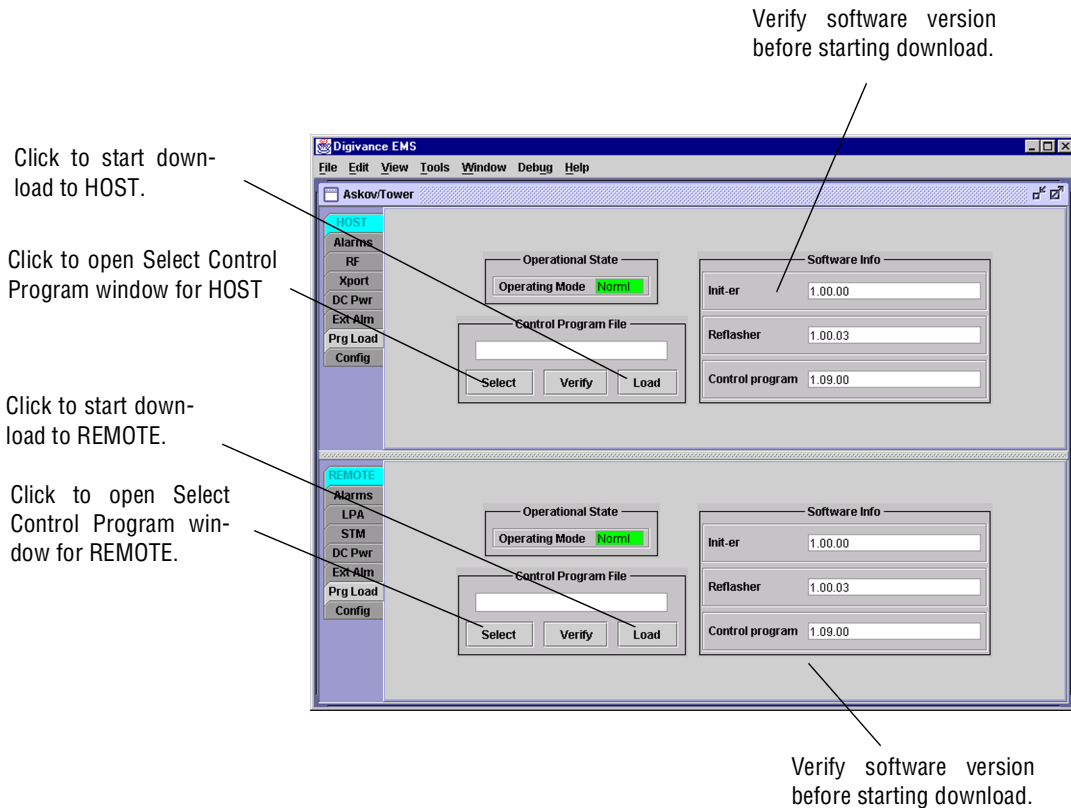 Verify software version
before starting download.
Click to start down-
load to HOST.
Click to open Select Control
Program window for HOST
Click to start down-
load to REMOTE.
Click to open Select
Control Program win-
dow for REMOTE.
Digivance EMS
File Edit View Tools Window Debug Help
Askov/Tower
HOST
Alarms
RF
Xport
DC Pwr
Ext Alm
Prg Load
Config
Operational State
Operating Mode Norml
Control Program File
Select Verify Load
Software Info
Init-er 1.00.00
Reflasher 1.00.03
Control program 1.09.00
REMOTE
Alarms
LPA
STM
DC Pwr
Ext Alm
Prg Load
Config
Operational State
Operating Mode Norml
Control Program File
Select Verify Load
Software Info
Init-er 1.00.00
Reflasher 1.00.03
Control program 1.09.00
Verify software version
before starting download.